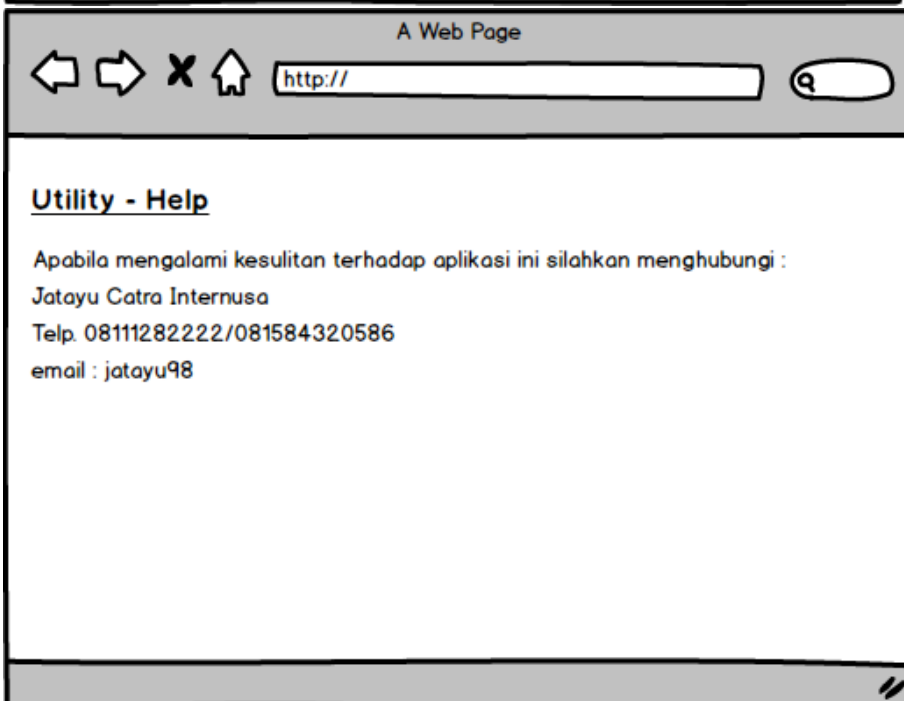 A Web Page
http://
Utility - Help
Apabila mengalami kesulitan terhadap aplikasi ini silahkan menghubungi :
Jatayu Catra Internusa
Telp. 08111282222/081584320586
email : jatayu98